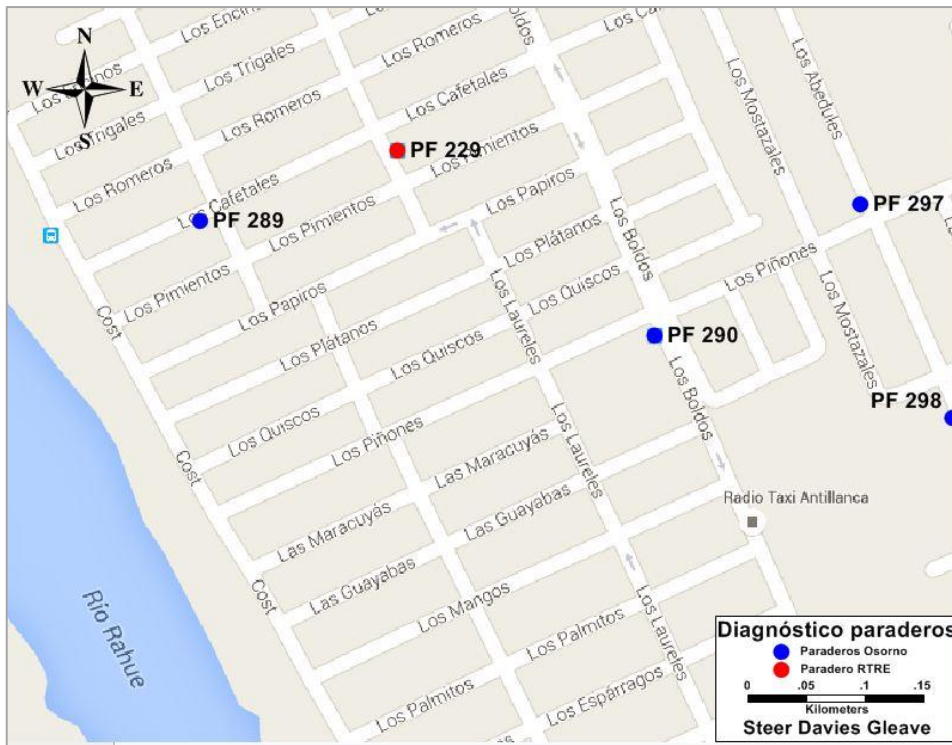 N
W
E
S
Los Encin
Los Trigales
Los Romeros
Los Cafetales
Boldos
Los Ca
Los Trigales
Los Romeros
Los Mostazales
Los Abedules
PF 229
Los Romeros
Los Cafetales
PF 289
Los Pimientos
Los Papiros
Los Boldos
PF 297
Los Pimientos
Los Papiros
Los Plátanos
Los Laureles
Los Quiscos
Los Piñones
Los Mostazales
Cost
Los Plátanos
Los Quiscos
PF 290
Los Boldos
PF 298
Los Quiscos
Los Piñones
Las Maracuyás
Los Laureles
Cost
Las Maracuyás
Las Guayabas
Radio Taxi Antillanca
Las Guayabas
Cost
Los Mangos
Los Palmitos
Los Laureles
Río Rahue
Los Palmitos
Los Espárragos
Diagnóstico paraderos
Paraderos Osorno
Paradero RTRE
0 .05 .1 .15
Kilometers
Steer Davies Gleave